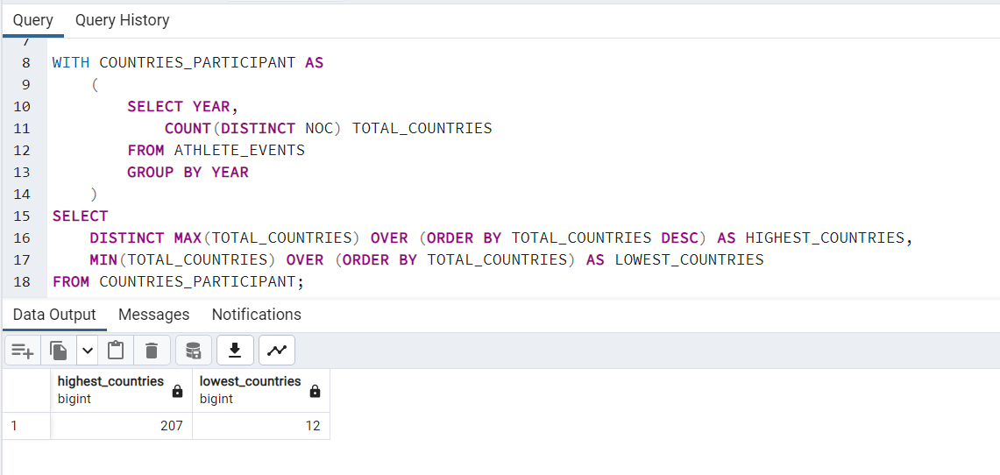 Query Query History
7
8 WITH COUNTRIES_PARTICIPANT AS
9 (
10 SELECT YEAR,
11 COUNT(DISTINCT NOC) TOTAL_COUNTRIES
12 FROM ATHLETE_EVENTS
13 GROUP BY YEAR
14 )
15 SELECT
16 DISTINCT MAX(TOTAL_COUNTRIES) OVER (ORDER BY TOTAL_COUNTRIES DESC) AS HIGHEST_COUNTRIES,
17 MIN(TOTAL_COUNTRIES) OVER (ORDER BY TOTAL_COUNTRIES) AS LOWEST_COUNTRIES
18 FROM COUNTRIES_PARTICIPANT;
Data Output Messages Notifications
highest_countries lowest_countries
bigint bigint
1 207 12